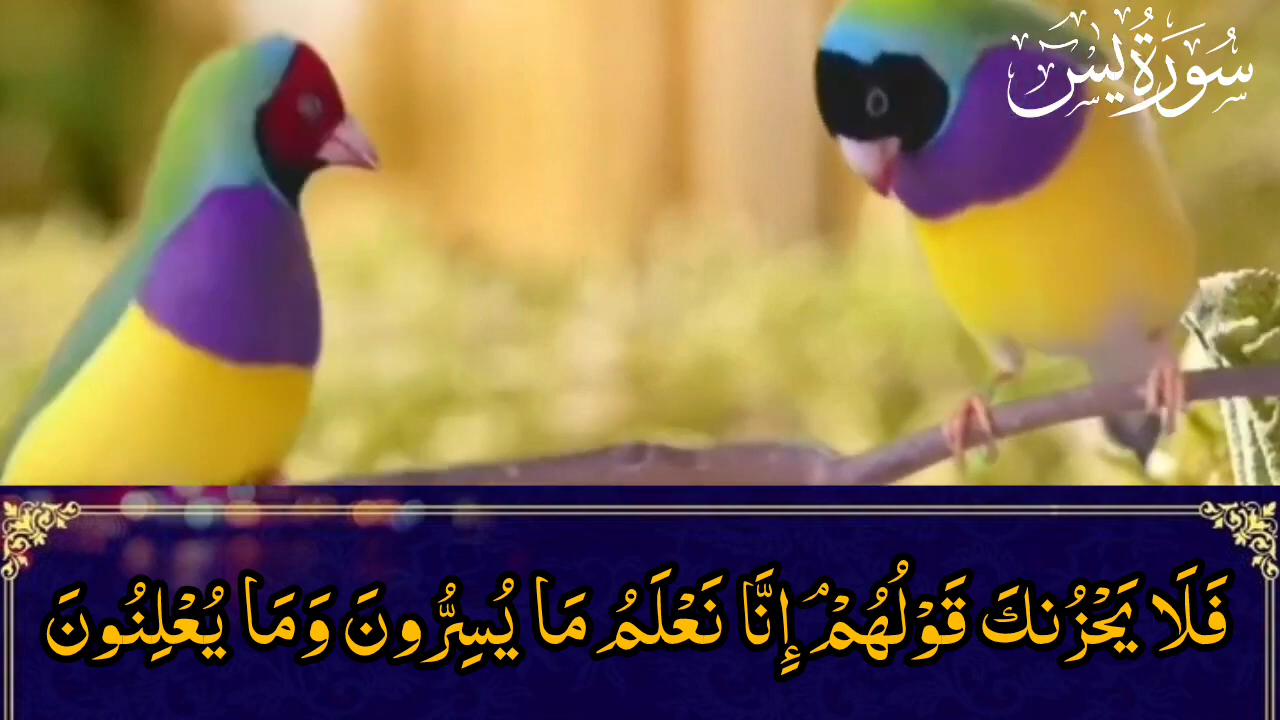 سُورَةُ يسٓ
فَلَا يَحْزُنكَ قَوْلُهُمْ ۘ إِنَّا نَعْلَمُ مَا يُسِرُّونَ وَمَا يُعْلِنُونَ